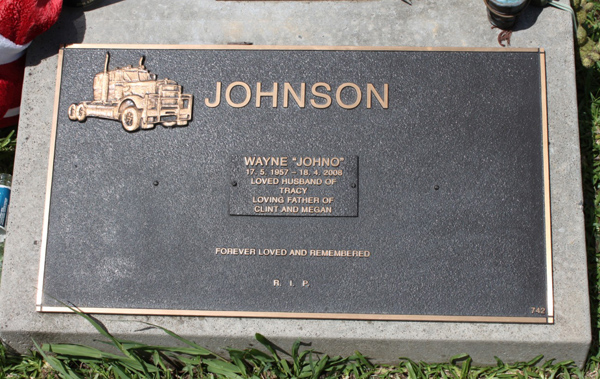 JOHNSON
WAYNE "JOHNO"
17. 5. 1957 - 18. 4. 2008
LOVED HUSBAND OF
TRACY
LOVING FATHER OF
CLINT AND MEGAN
FOREVER LOVED AND REMEMBERED
R. I. P.
742